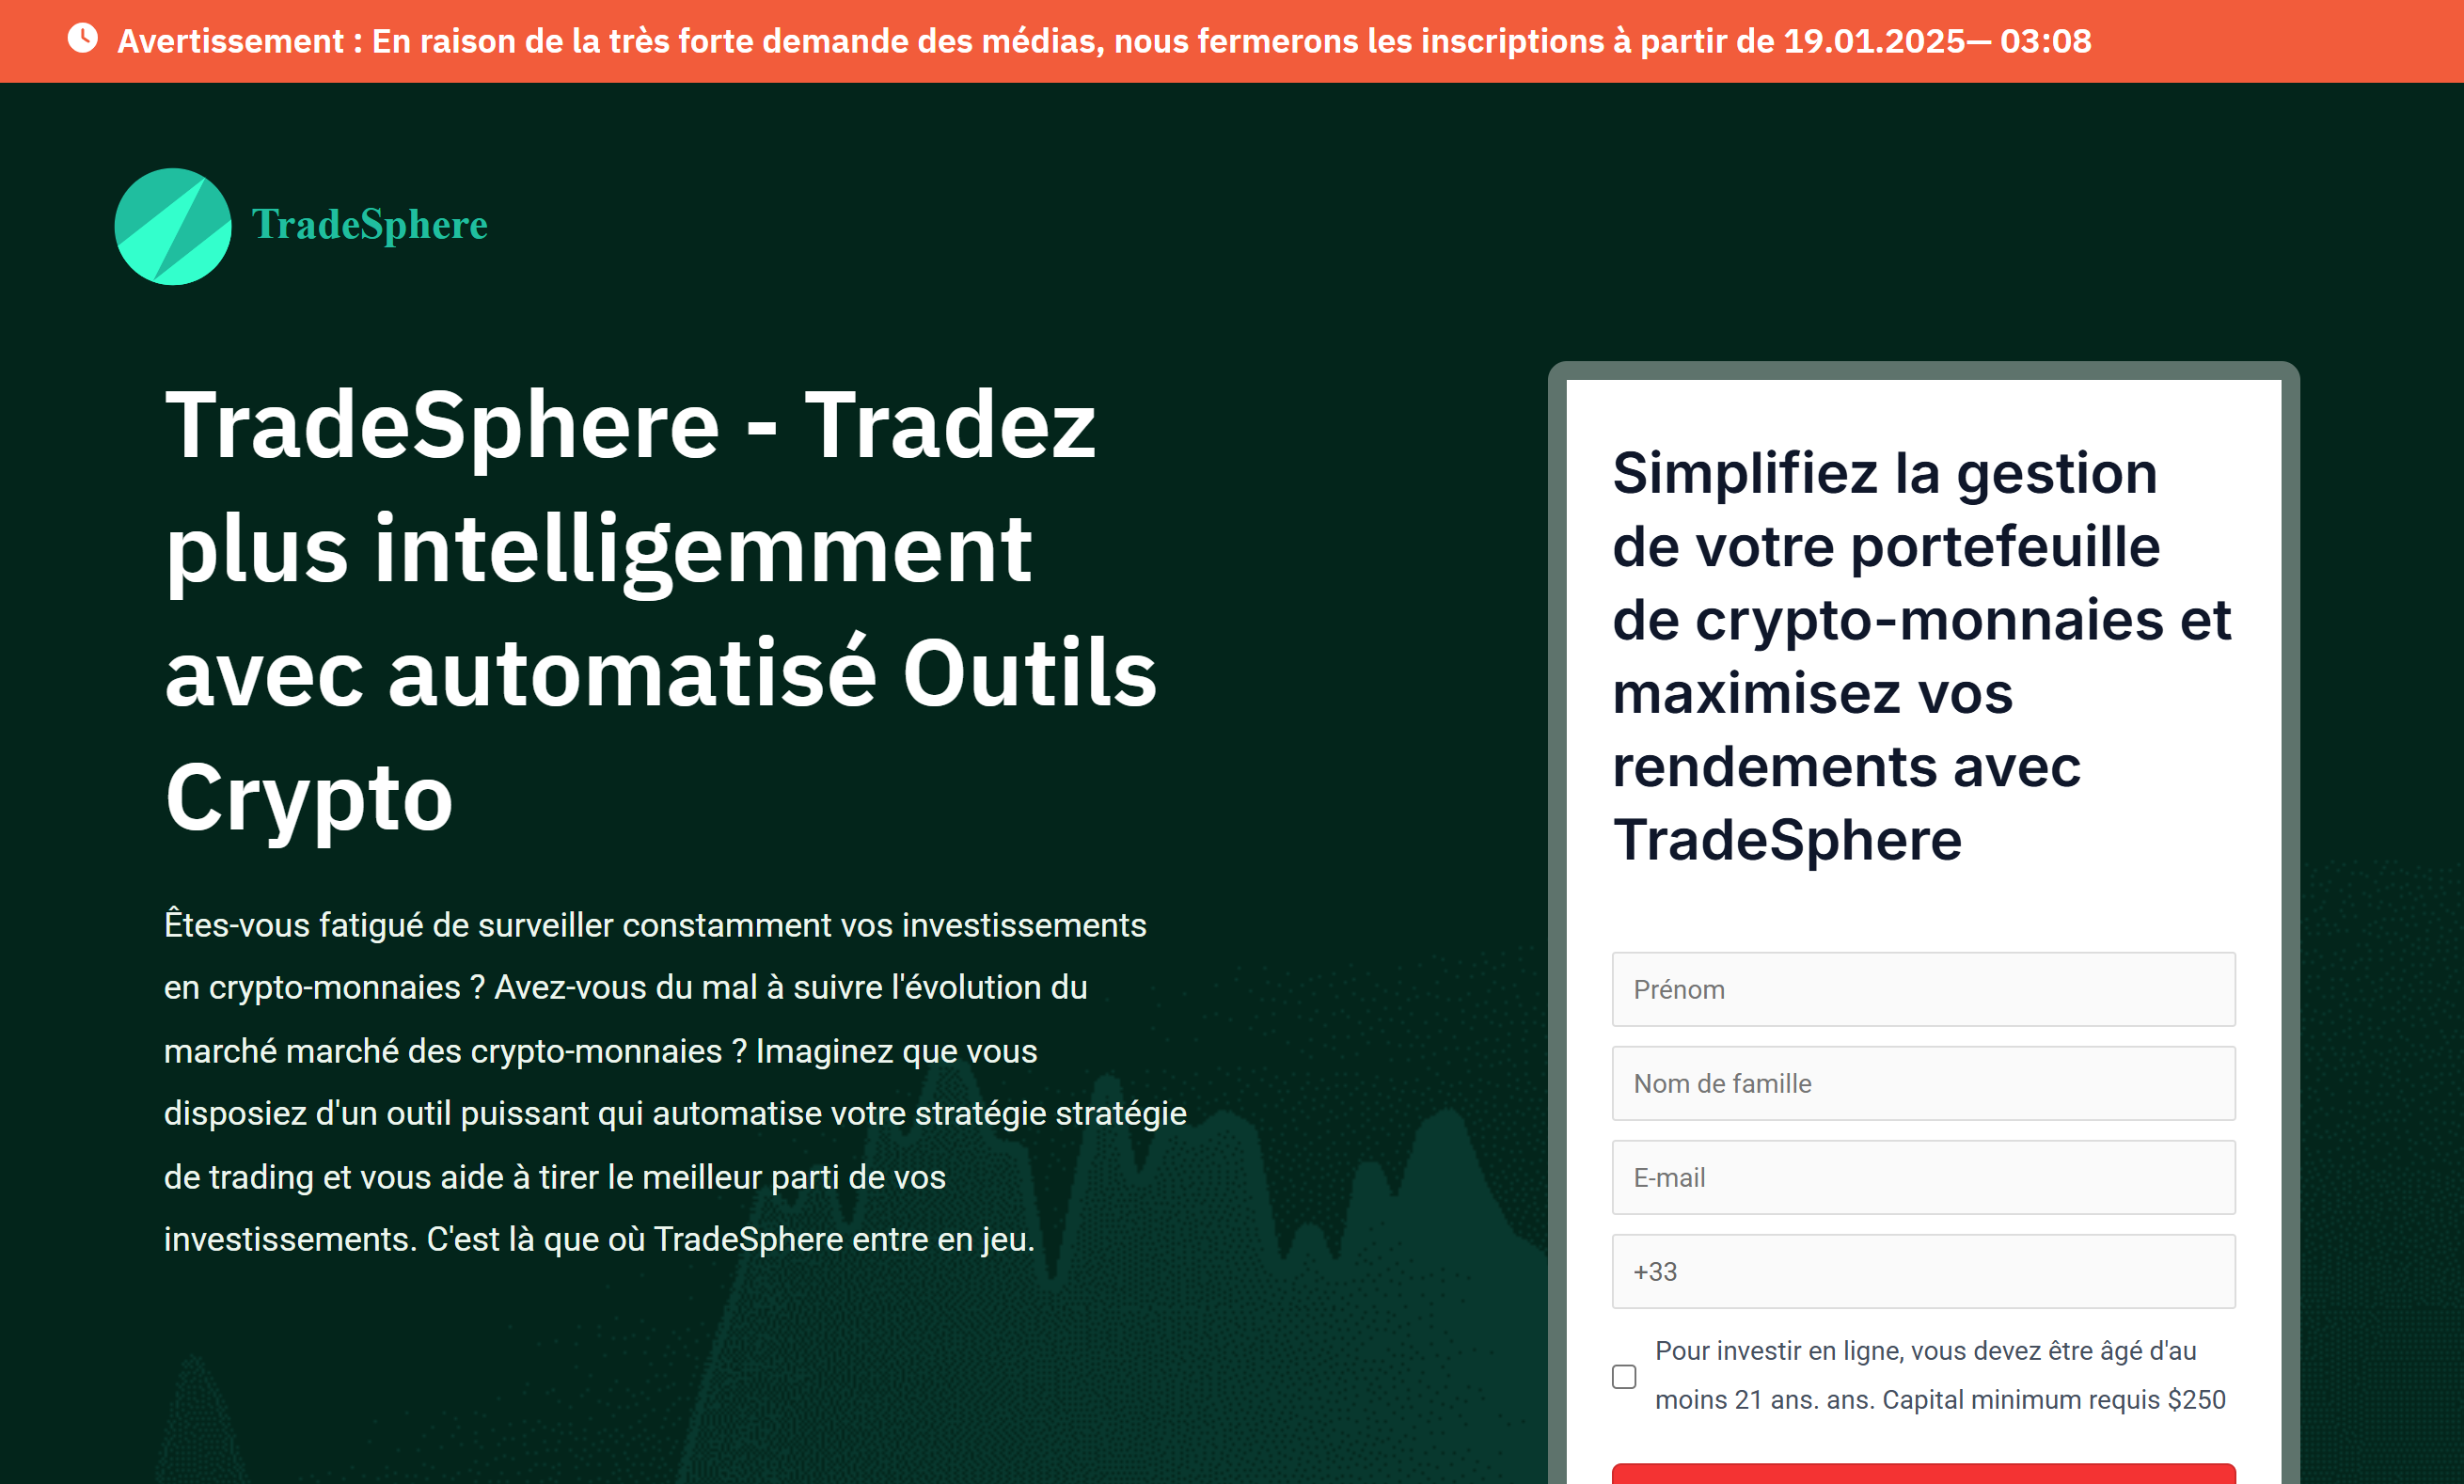 Avertissement : En raison de la très forte demande des médias, nous fermerons les inscriptions à partir de 19.01.2025— 03:08
TradeSphere
TradeSphere - Tradez
plus intelligemment
avec automatisé Outils
Crypto
Êtes-vous fatigué de surveiller constamment vos investissements
en crypto-monnaies ? Avez-vous du mal à suivre l'évolution du
marché marché des crypto-monnaies ? Imaginez que vous
disposiez d'un outil puissant qui automatise votre stratégie stratégie
de trading et vous aide à tirer le meilleur parti de vos
investissements. C'est là que où TradeSphere entre en jeu.
Simplifiez la gestion
de votre portefeuille
de crypto-monnaies et
maximisez vos
rendements avec
TradeSphere
Prénom
Nom de famille
E-mail
+33
Pour investir en ligne, vous devez être âgé d'au
moins 21 ans. ans. Capital minimum requis $250